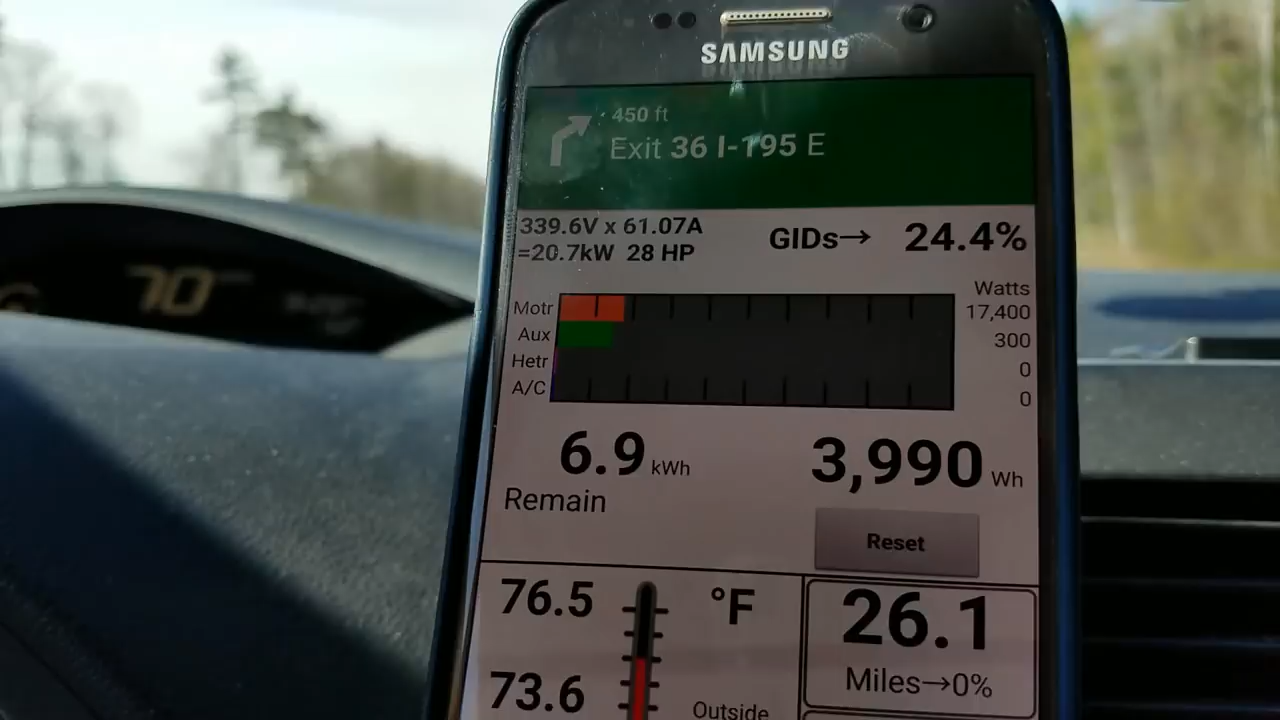 SAMSUNG
450 ft
Exit 36 I-195 E
339.6V x 61.07A
=20.7kW 28 HP
GIDs→ 24.4%
Watts
Motr 17,400
Aux 300
Hetr 0
A/C 0
6.9 kWh
3,990 Wh
Remain
Reset
76.5
°F
26.1
Miles→0%
73.6
Outside
70